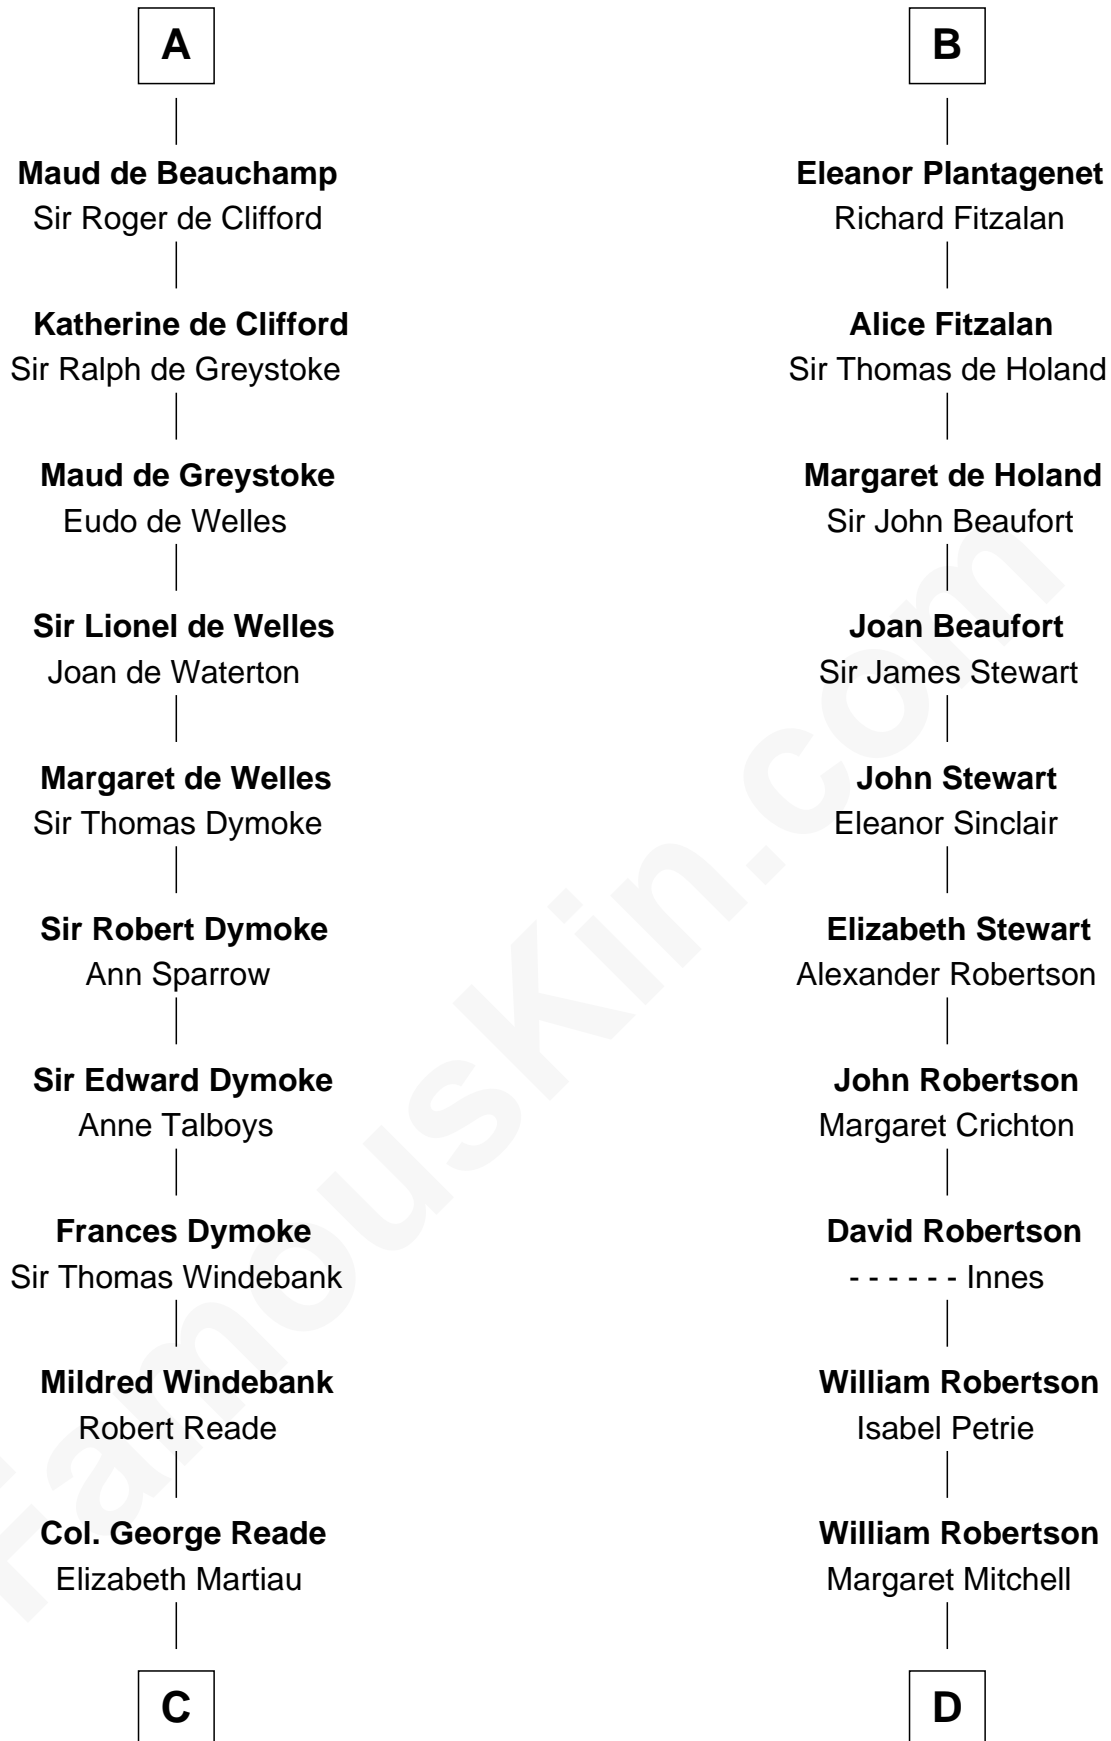 A
Maud de Beauchamp
Sir Roger de Clifford
Katherine de Clifford
Sir Ralph de Greystoke
Maud de Greystoke
Eudo de Welles
Sir Lionel de Welles
Joan de Waterton
Margaret de Welles
Sir Thomas Dymoke
Sir Robert Dymoke
Ann Sparrow
Sir Edward Dymoke
Anne Talboys
Frances Dymoke
Sir Thomas Windebank
Mildred Windebank
Robert Reade
Col. George Reade
Elizabeth Martiau
C
B
Eleanor Plantagenet
Richard Fitzalan
Alice Fitzalan
Sir Thomas de Holand
Margaret de Holand
Sir John Beaufort
Joan Beaufort
Sir James Stewart
John Stewart
Eleanor Sinclair
Elizabeth Stewart
Alexander Robertson
John Robertson
Margaret Crichton
David Robertson
- - - - - - Innes
William Robertson
Isabel Petrie
William Robertson
Margaret Mitchell
D
FamousKin.com